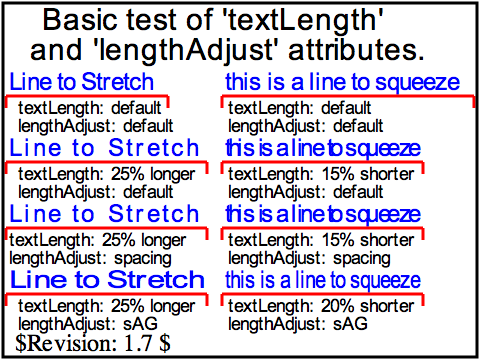 Basic test of 'textLength'
and 'lengthAdjust' attributes.
Line to Stretch
textLength: default
lengthAdjust: default
this is a line to squeeze
textLength: default
lengthAdjust: default
Line to Stretch
textLength: 25% longer
lengthAdjust: default
this is a line to squeeze
textLength: 15% shorter
lengthAdjust: default
Line to Stretch
textLength: 25% longer
lengthAdjust: spacing
this is a line to squeeze
textLength: 15% shorter
lengthAdjust: spacing
Line to Stretch
textLength: 25% longer
lengthAdjust: sAG
this is a line to squeeze
textLength: 20% shorter
lengthAdjust: sAG
$Revision: 1.7 $